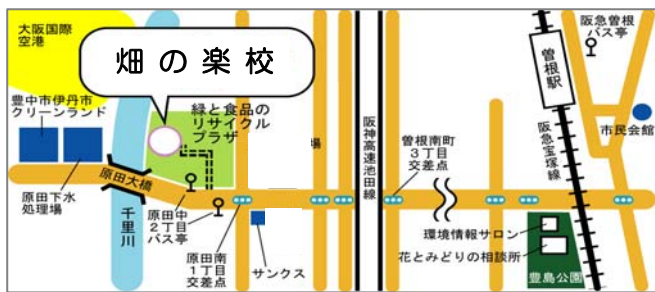 大阪国際
空港
畑の楽校
豊中市伊丹市
クリーンランド
緑と食品の
リサイクル
プラザ
原田下水
処理場
原田大橋
千里川
原田中
2丁目
バス亭
原田南
1丁目
交差点
サンクス
場
阪神高速池田線
曽根南町
3丁目
交差点
阪急曽根
バス亭
曽根駅
阪急宝塚線
市民会館
環境情報サロン
花とみどりの相談所
豊島公園